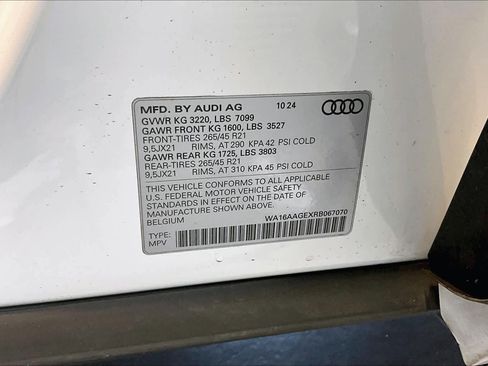 MFD. BY AUDI AG 10 24
GVWR KG 3220, LBS 7099
GAWR FRONT KG 1600, LBS 3527
FRONT-TIRES 265/45 R21
9,5JX21 RIMS, AT 290 KPA 42 PSI COLD
GAWR REAR KG 1725, LBS 3803
REAR-TIRES 265/45 R21
9,5JX21 RIMS, AT 310 KPA 45 PSI COLD
THIS VEHICLE CONFORMS TO ALL APPLICABLE
U.S. FEDERAL MOTOR VEHICLE SAFETY
STANDARDS IN EFFECT ON THE DATE OF
MANUFACTURE SHOWN ABOVE.
BELGIUM WA16AAGEXRB067070
TYPE:
MPV